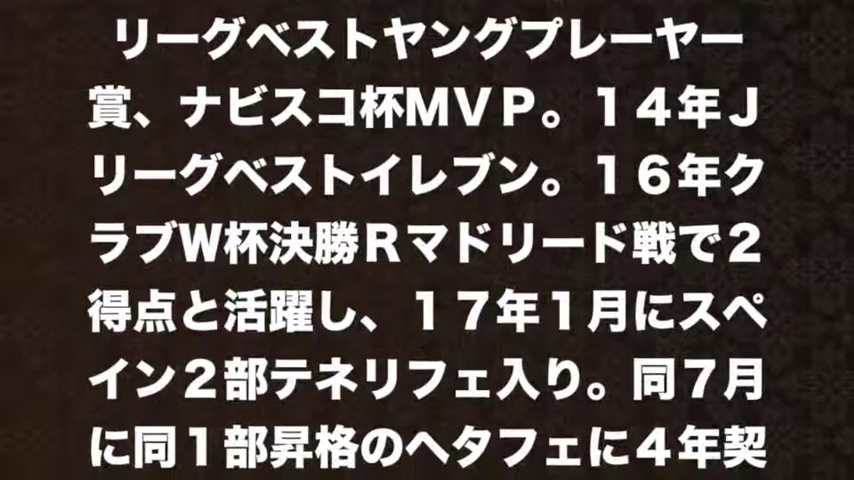 リーグベストヤングプレーヤー
賞、ナビスコ杯ＭＶＰ。１４年Ｊ
リーグベストイレブン。１６年ク
ラブＷ杯決勝Ｒマドリード戦で２
得点と活躍し、１７年１月にスペ
イン２部テネリフェ入り。同７月
に同１部昇格のヘタフェに４年契